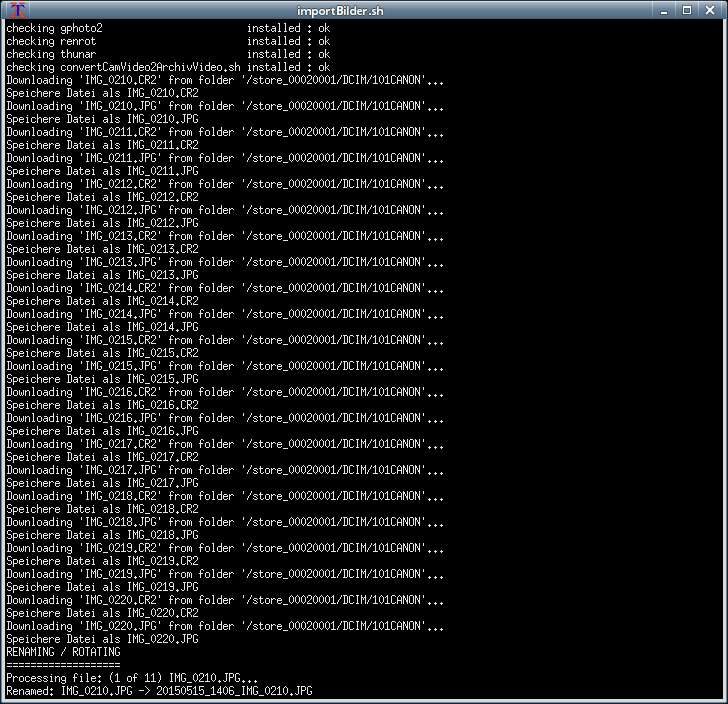 importBilder.sh
checking gphoto2 installed : ok
checking renrot installed : ok
checking thunar installed : ok
checking convertCamVideo2ArchivVideo.sh installed : ok
Downloading 'IMG_0210.CR2' from folder '/store_00020001/DCIM/101CANON'...
Speichere Datei als IMG_0210.CR2
Downloading 'IMG_0210.JPG' from folder '/store_00020001/DCIM/101CANON'...
Speichere Datei als IMG_0210.JPG
Downloading 'IMG_0211.CR2' from folder '/store_00020001/DCIM/101CANON'...
Speichere Datei als IMG_0211.CR2
Downloading 'IMG_0211.JPG' from folder '/store_00020001/DCIM/101CANON'...
Speichere Datei als IMG_0211.JPG
Downloading 'IMG_0212.CR2' from folder '/store_00020001/DCIM/101CANON'...
Speichere Datei als IMG_0212.CR2
Downloading 'IMG_0212.JPG' from folder '/store_00020001/DCIM/101CANON'...
Speichere Datei als IMG_0212.JPG
Downloading 'IMG_0213.CR2' from folder '/store_00020001/DCIM/101CANON'...
Speichere Datei als IMG_0213.CR2
Downloading 'IMG_0213.JPG' from folder '/store_00020001/DCIM/101CANON'...
Speichere Datei als IMG_0213.JPG
Downloading 'IMG_0214.CR2' from folder '/store_00020001/DCIM/101CANON'...
Speichere Datei als IMG_0214.CR2
Downloading 'IMG_0214.JPG' from folder '/store_00020001/DCIM/101CANON'...
Speichere Datei als IMG_0214.JPG
Downloading 'IMG_0215.CR2' from folder '/store_00020001/DCIM/101CANON'...
Speichere Datei als IMG_0215.CR2
Downloading 'IMG_0215.JPG' from folder '/store_00020001/DCIM/101CANON'...
Speichere Datei als IMG_0215.JPG
Downloading 'IMG_0216.CR2' from folder '/store_00020001/DCIM/101CANON'...
Speichere Datei als IMG_0216.CR2
Downloading 'IMG_0216.JPG' from folder '/store_00020001/DCIM/101CANON'...
Speichere Datei als IMG_0216.JPG
Downloading 'IMG_0217.CR2' from folder '/store_00020001/DCIM/101CANON'...
Speichere Datei als IMG_0217.CR2
Downloading 'IMG_0217.JPG' from folder '/store_00020001/DCIM/101CANON'...
Speichere Datei als IMG_0217.JPG
Downloading 'IMG_0218.CR2' from folder '/store_00020001/DCIM/101CANON'...
Speichere Datei als IMG_0218.CR2
Downloading 'IMG_0218.JPG' from folder '/store_00020001/DCIM/101CANON'...
Speichere Datei als IMG_0218.JPG
Downloading 'IMG_0219.CR2' from folder '/store_00020001/DCIM/101CANON'...
Speichere Datei als IMG_0219.CR2
Downloading 'IMG_0219.JPG' from folder '/store_00020001/DCIM/101CANON'...
Speichere Datei als IMG_0219.JPG
Downloading 'IMG_0220.CR2' from folder '/store_00020001/DCIM/101CANON'...
Speichere Datei als IMG_0220.CR2
Downloading 'IMG_0220.JPG' from folder '/store_00020001/DCIM/101CANON'...
Speichere Datei als IMG_0220.JPG
RENAMING / ROTATING
===================
Processing file: (1 of 11) IMG_0210.JPG...
Renamed: IMG_0210.JPG -> 20150515_1406_IMG_0210.JPG